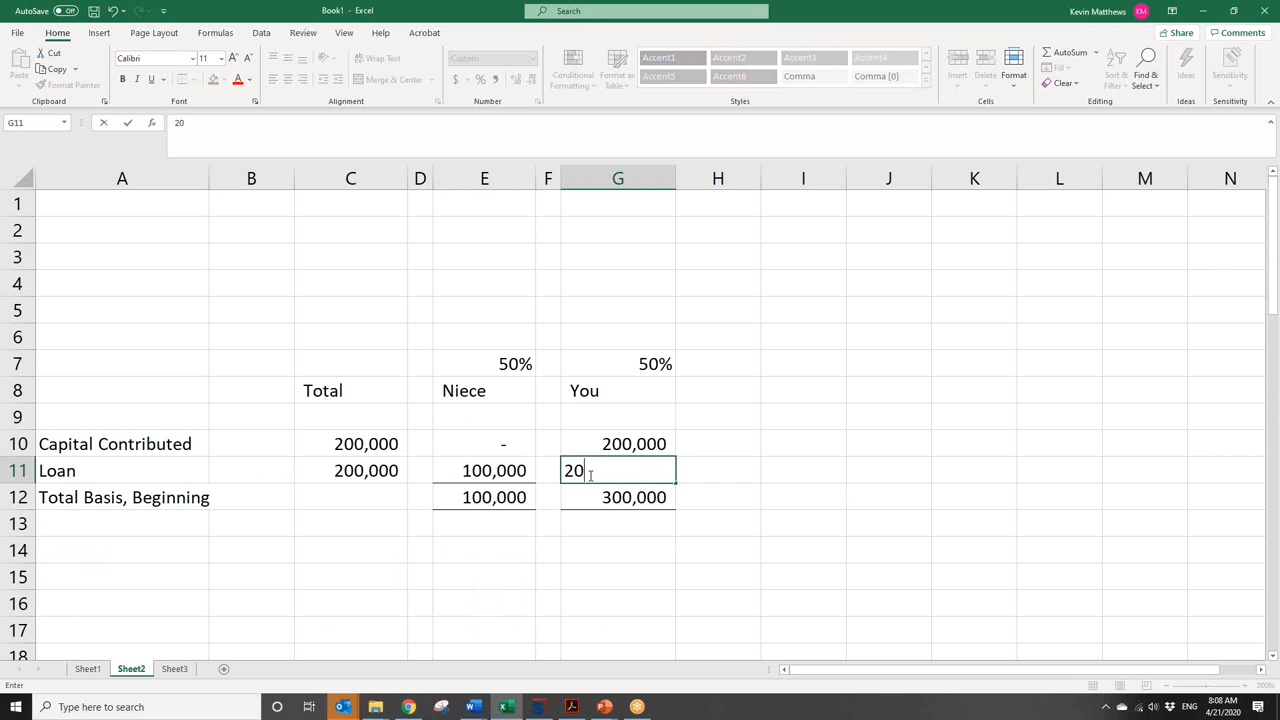 AutoSave Off Book1 - Excel Search Kevin Matthews KM
File Home Insert Page Layout Formulas Data Review View Help Acrobat Share Comments
Paste Cut Copy Format Painter Calibri 11 Wrap Text Merge & Center Custom Conditional Formatting Format as Table Accent1 Accent2 Accent3 Accent4 Accent5 Accent6 Comma Comma [0] Insert Delete Format AutoSum Fill Clear Sort & Filter Find & Select Ideas Sensitivity
Clipboard Font Alignment Number Styles Cells Editing Ideas Sensitivity
G11 20
A B C D E F G H I J K L M N
1
2
3
4
5
6
7 50% 50%
8 Total Niece You
9
10 Capital Contributed 200,000 - 200,000
11 Loan 200,000 100,000 20
12 Total Basis, Beginning 100,000 300,000
13
14
15
16
17
18
Sheet1 Sheet2 Sheet3
Enter 200%
Type here to search 8:08 AM
4/21/2020